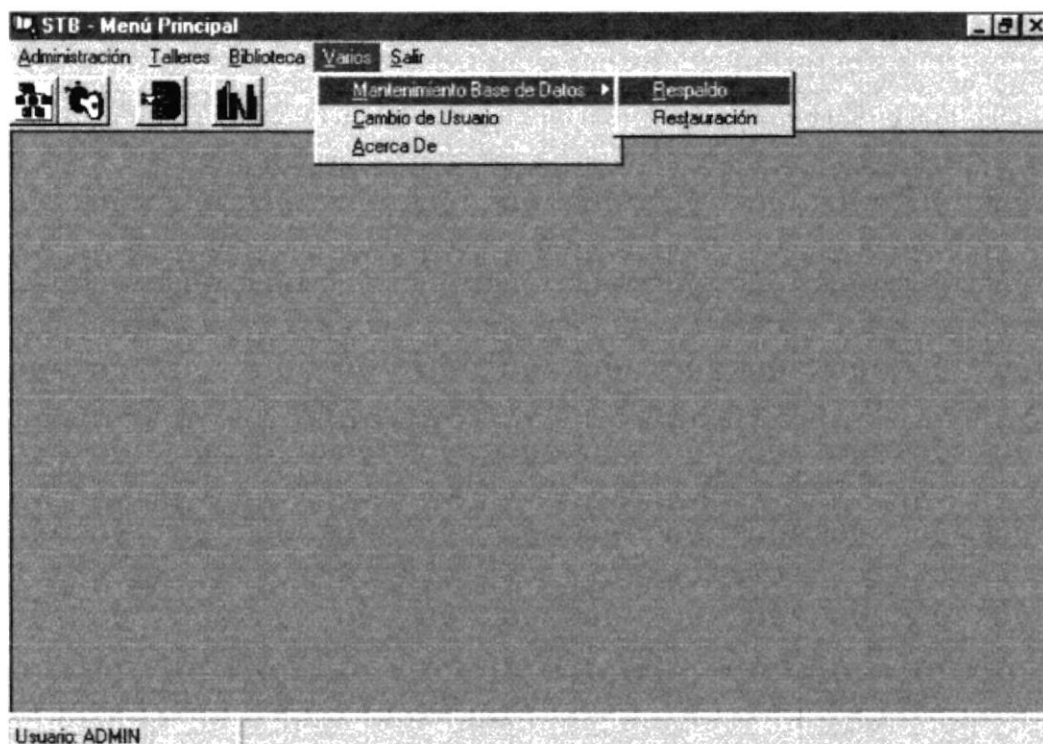 STB - Menú Principal
Administración Talleres Biblioteca Varios Salir
Mantenimiento Base de Datos Respaldo
Cambio de Usuario Restauración
Acerca De
Usuario: ADMIN